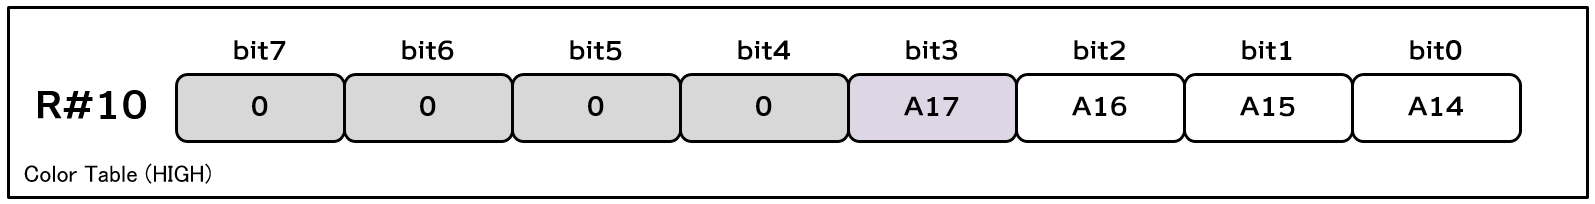 bit7 bit6 bit5 bit4 bit3 bit2 bit1 bit0
R#10 0 0 0 0 A17 A16 A15 A14
Color Table (HIGH)